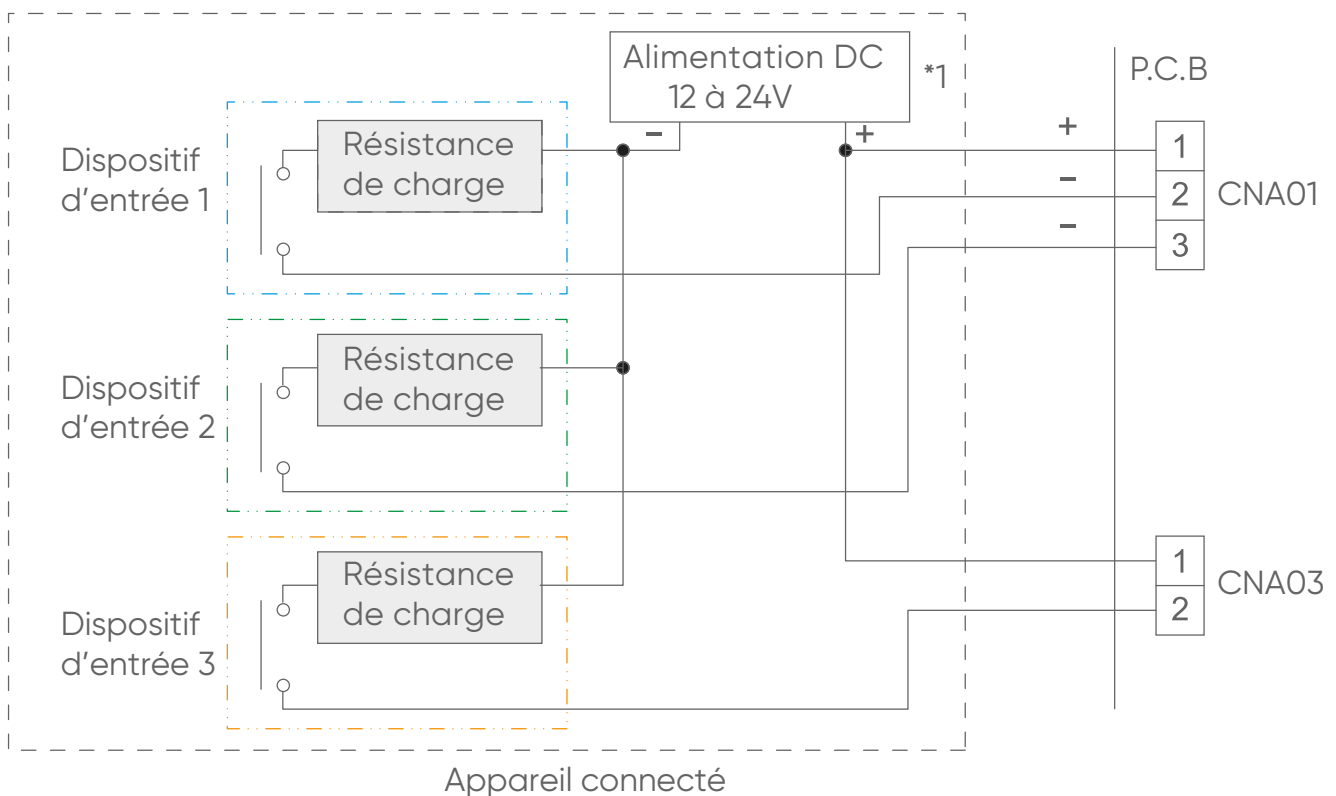 Alimentation DC
12 à 24V
*1
P.C.B
-
+
+
-
-
1
2
3
CNA01
Dispositif
d'entrée 1
Résistance
de charge
Dispositif
d'entrée 2
Résistance
de charge
Dispositif
d'entrée 3
Résistance
de charge
1
2
CNA03
Appareil connecté